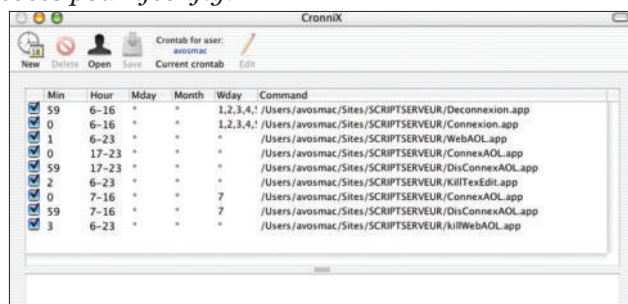 CronniX
New Delete Open Save Crontab for user: avosmac Current crontab Edit
Min Hour Mday Month Wday Command
59 6-16 * * 1,2,3,4, /Users/avosmac/Sites/SCRIPTSERVEUR/Deconnexion.app
0 6-16 * * 1,2,3,4, /Users/avosmac/Sites/SCRIPTSERVEUR/Connexion.app
1 6-23 * * * /Users/avosmac/Sites/SCRIPTSERVEUR/WebAOL.app
0 17-23 * * * /Users/avosmac/Sites/SCRIPTSERVEUR/ConnexAOL.app
59 17-23 * * * /Users/avosmac/Sites/SCRIPTSERVEUR/DisConnexAOL.app
2 6-23 * * * /Users/avosmac/Sites/SCRIPTSERVEUR/KillTexEdit.app
0 7-16 * * 7 /Users/avosmac/Sites/SCRIPTSERVEUR/ConnexAOL.app
59 7-16 * * 7 /Users/avosmac/Sites/SCRIPTSERVEUR/DisConnexAOL.app
3 6-23 * * * /Users/avosmac/Sites/SCRIPTSERVEUR/killWebAOL.app